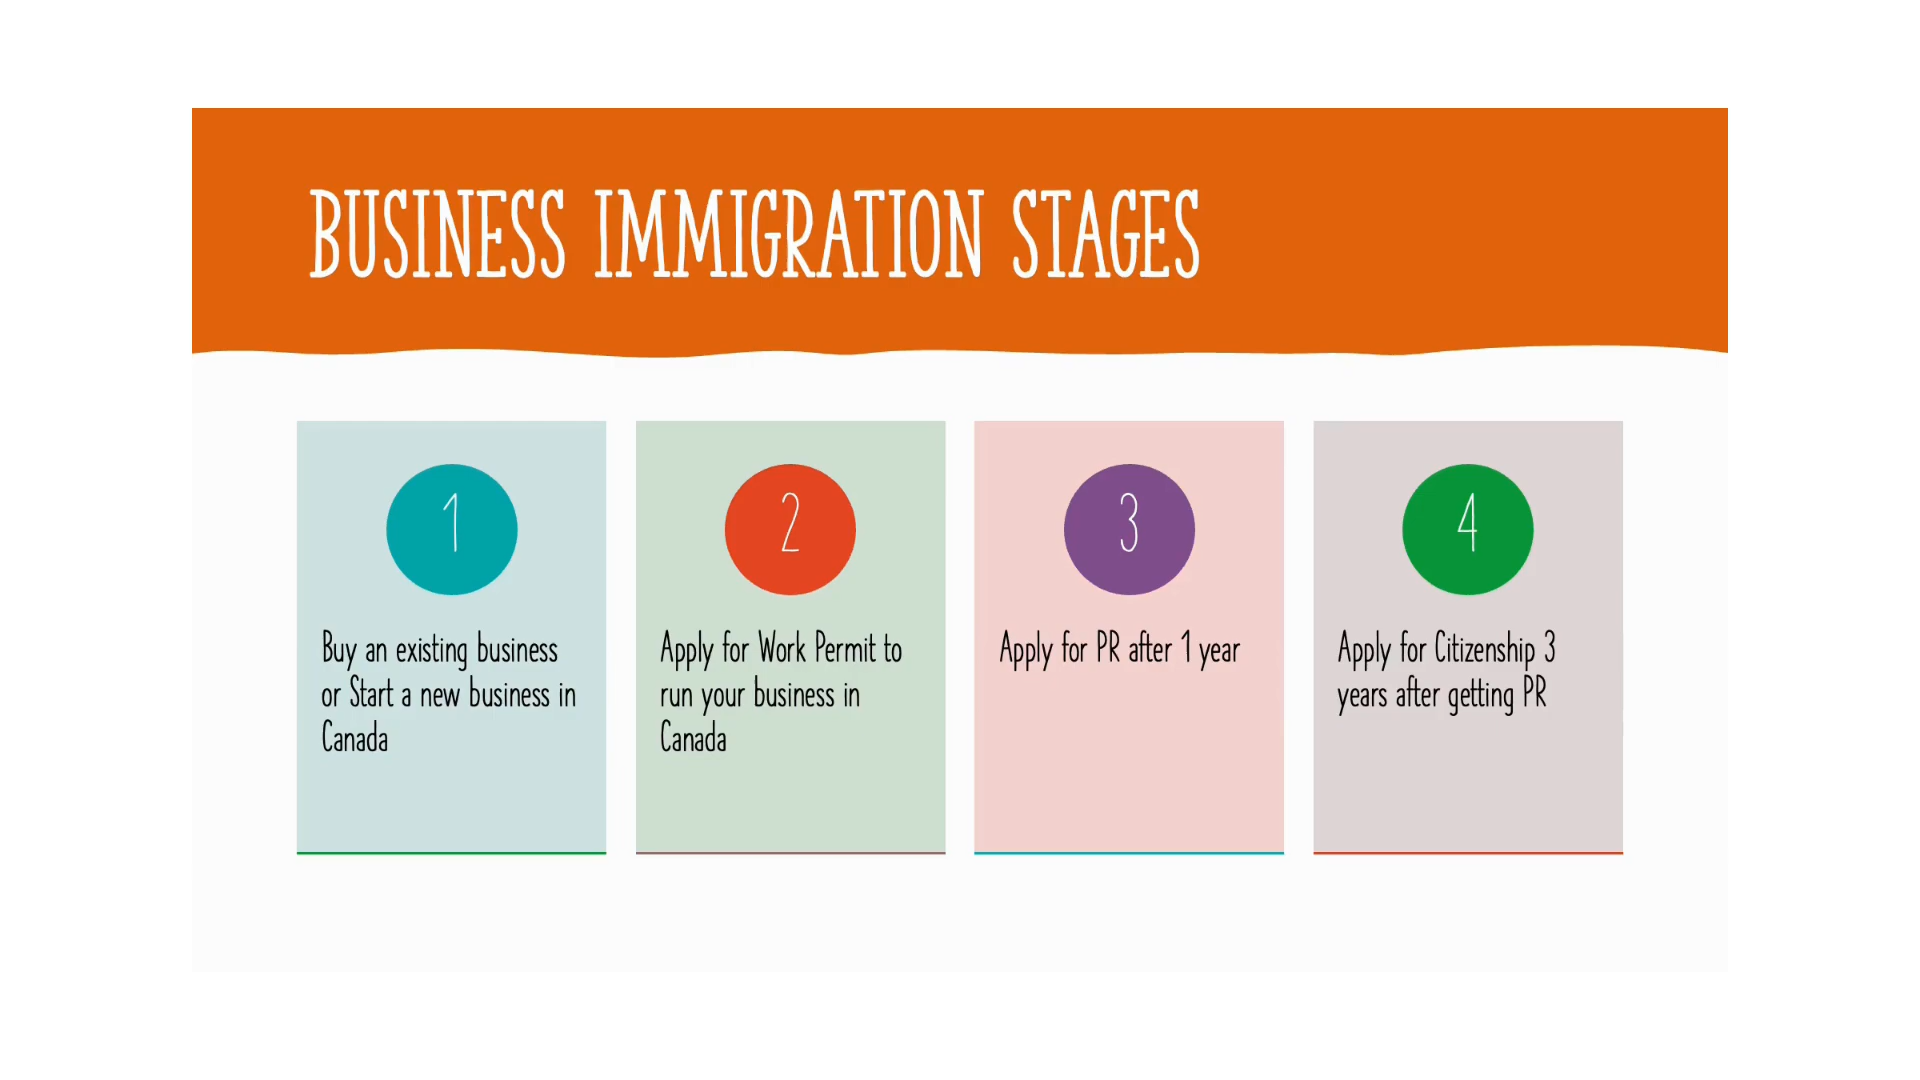 BUSINESS IMMIGRATION STAGES
1
Buy an existing business
or Start a new business in
Canada
2
Apply for Work Permit to
run your business in
Canada
3
Apply for PR after 1 year
4
Apply for Citizenship 3
years after getting PR